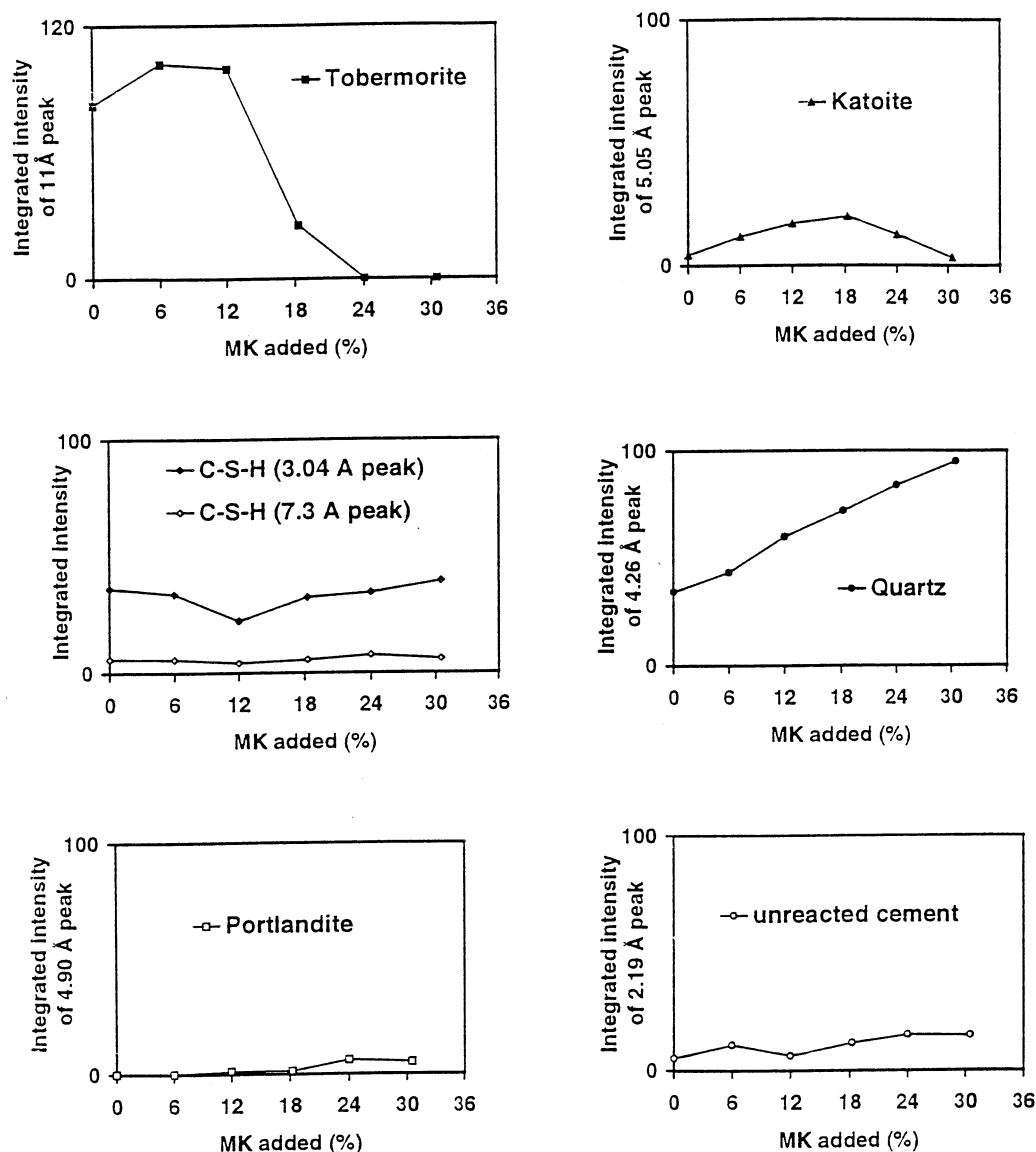 120
0
Integrated intensity
of 11Å peak
Tobermorite
0 6 12 18 24 30 36
MK added (%)
100
0
Integrated intensity
of 5.05 Å peak
Katoite
0 6 12 18 24 30 36
MK added (%)
100
0
Integrated Intensity
C-S-H (3.04 A peak)
C-S-H (7.3 A peak)
0 6 12 18 24 30 36
MK added (%)
100
0
Integrated Intensity
of 4.26 Å peak
Quartz
0 6 12 18 24 30 36
MK added (%)
100
0
Integrated intensity
of 4.90 Å peak
Portlandite
0 6 12 18 24 30 36
MK added (%)
100
0
Integrated intensity
of 2.19 Å peak
unreacted cement
0 6 12 18 24 30 36
MK added (%)